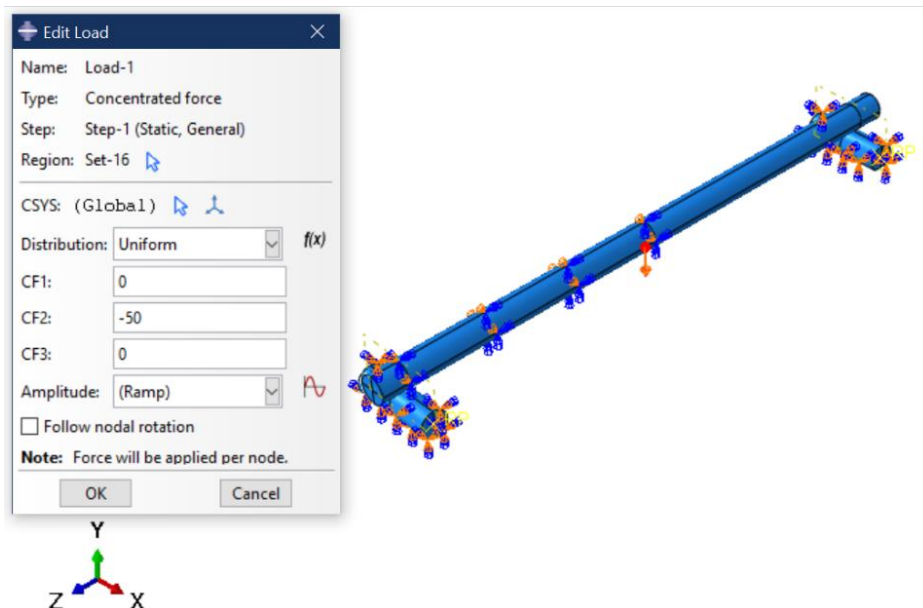 Edit Load
Name: Load-1
Type: Concentrated force
Step: Step-1 (Static, General)
Region: Set-16
CSYS: (Global)
Distribution: Uniform f(x)
CF1: 0
CF2: -50
CF3: 0
Amplitude: (Ramp)
Follow nodal rotation
Note: Force will be applied per node.
OK Cancel
Y
Z X